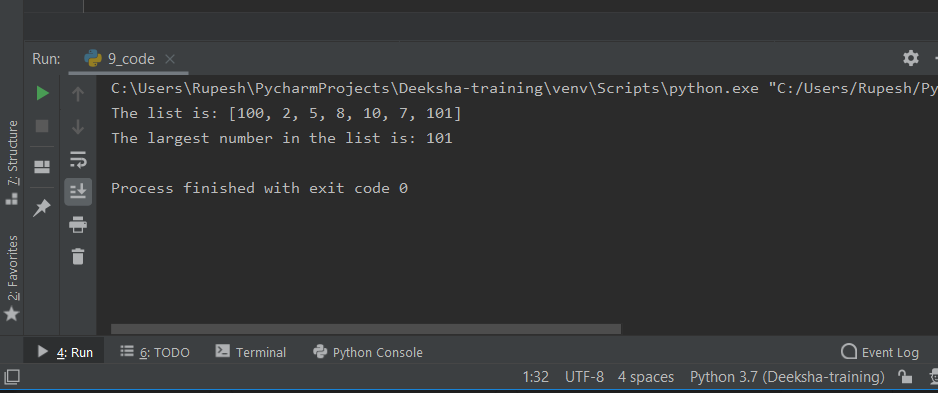 Run: 9_code
C:\Users\Rupesh\PycharmProjects\Deeksha-training\venv\Scripts\python.exe "C:/Users/Rupesh/Py
The list is: [100, 2, 5, 8, 10, 7, 101]
The largest number in the list is: 101
Process finished with exit code 0
7: Structure
2: Favorites
4: Run 6: TODO Terminal Python Console Event Log
1:32 UTF-8 4 spaces Python 3.7 (Deeksha-training)